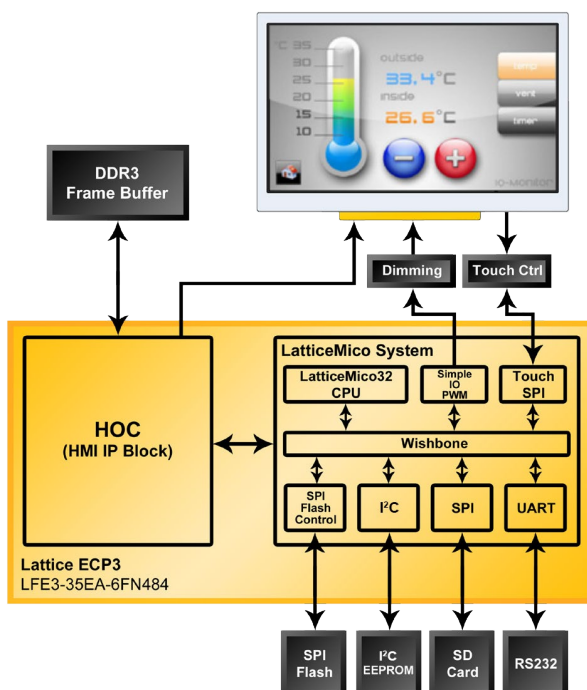 °C 35
30
25
20
15
10
outside
33.4°C
inside
26.6°C
temp
vent
timer
IO-MONITOR
DDR3
Frame Buffer
Dimming
Touch Ctrl
LatticeMico System
LatticeMico32
CPU
Simple
IO
PWM
Touch
SPI
HOC
(HMI IP Block)
Wishbone
SPI
Flash
Control
I²C
SPI
UART
Lattice ECP3
LFE3-35EA-6FN484
SPI
Flash
I²C
EEPROM
SD
Card
RS232